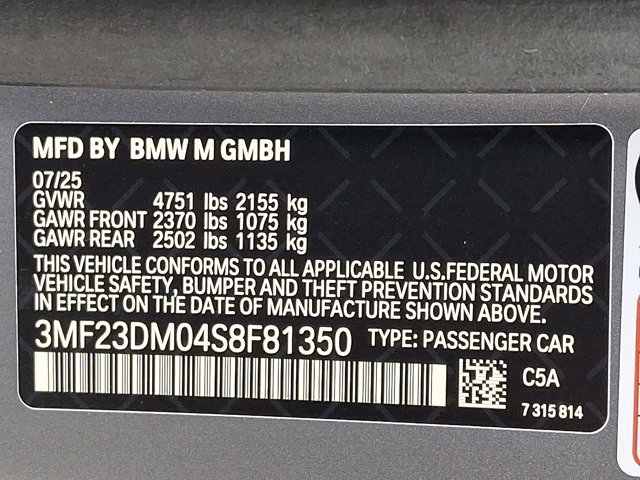 MFD BY BMW M GMBH
07/25
GVWR 4751 lbs 2155 kg
GAWR FRONT 2370 lbs 1075 kg
GAWR REAR 2502 lbs 1135 kg
THIS VEHICLE CONFORMS TO ALL APPLICABLE U.S.FEDERAL MOTOR
VEHICLE SAFETY, BUMPER AND THEFT PREVENTION STANDARDS
IN EFFECT ON THE DATE OF MANUFACTURE SHOWN ABOVE.
3MF23DM04S8F81350 TYPE: PASSENGER CAR
C5A
7 315 814